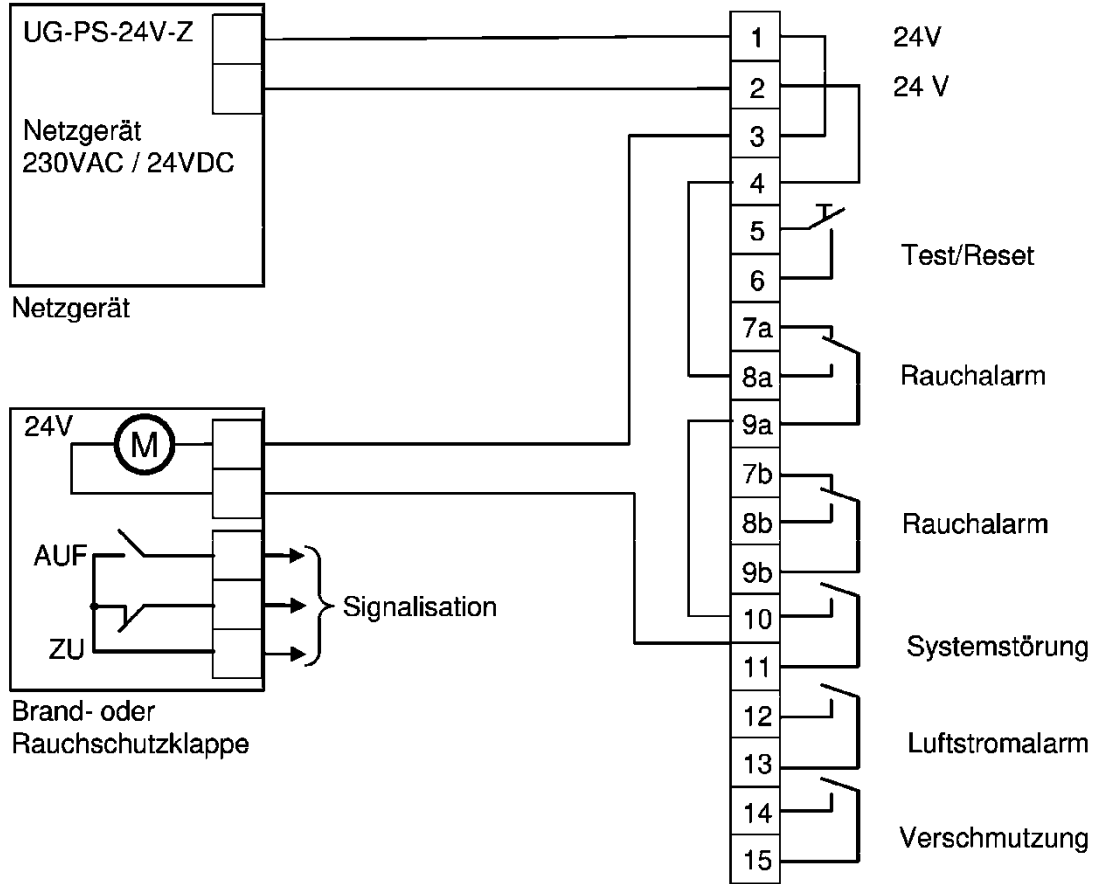 UG-PS-24V-Z
Netzgerät
230VAC / 24VDC
Netzgerät
24V
M
AUF
ZU
Signalisation
Brand- oder
Rauchschutzklappe
1
2
3
4
5
6
7a
8a
9a
7b
8b
9b
10
11
12
13
14
15
24V
24 V
Test/Reset
Rauchalarm
Rauchalarm
Systemstörung
Luftstromalarm
Verschmutzung